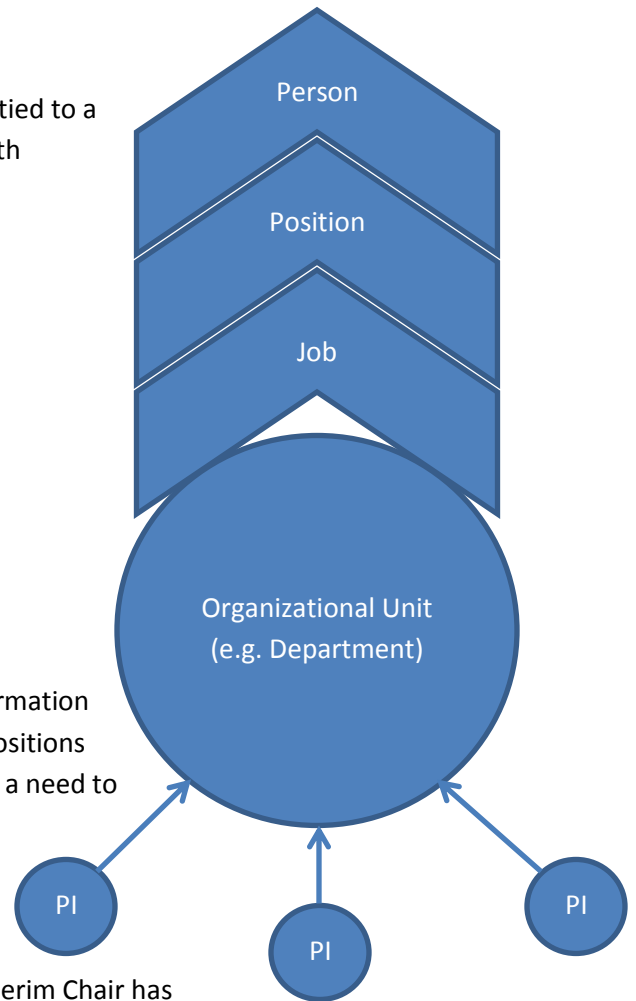 Person
tied to a
th
Position
Job
Organizational Unit
(e.g. Department)
rmation
ositions
a need to
PI
PI
PI
erim Chair has